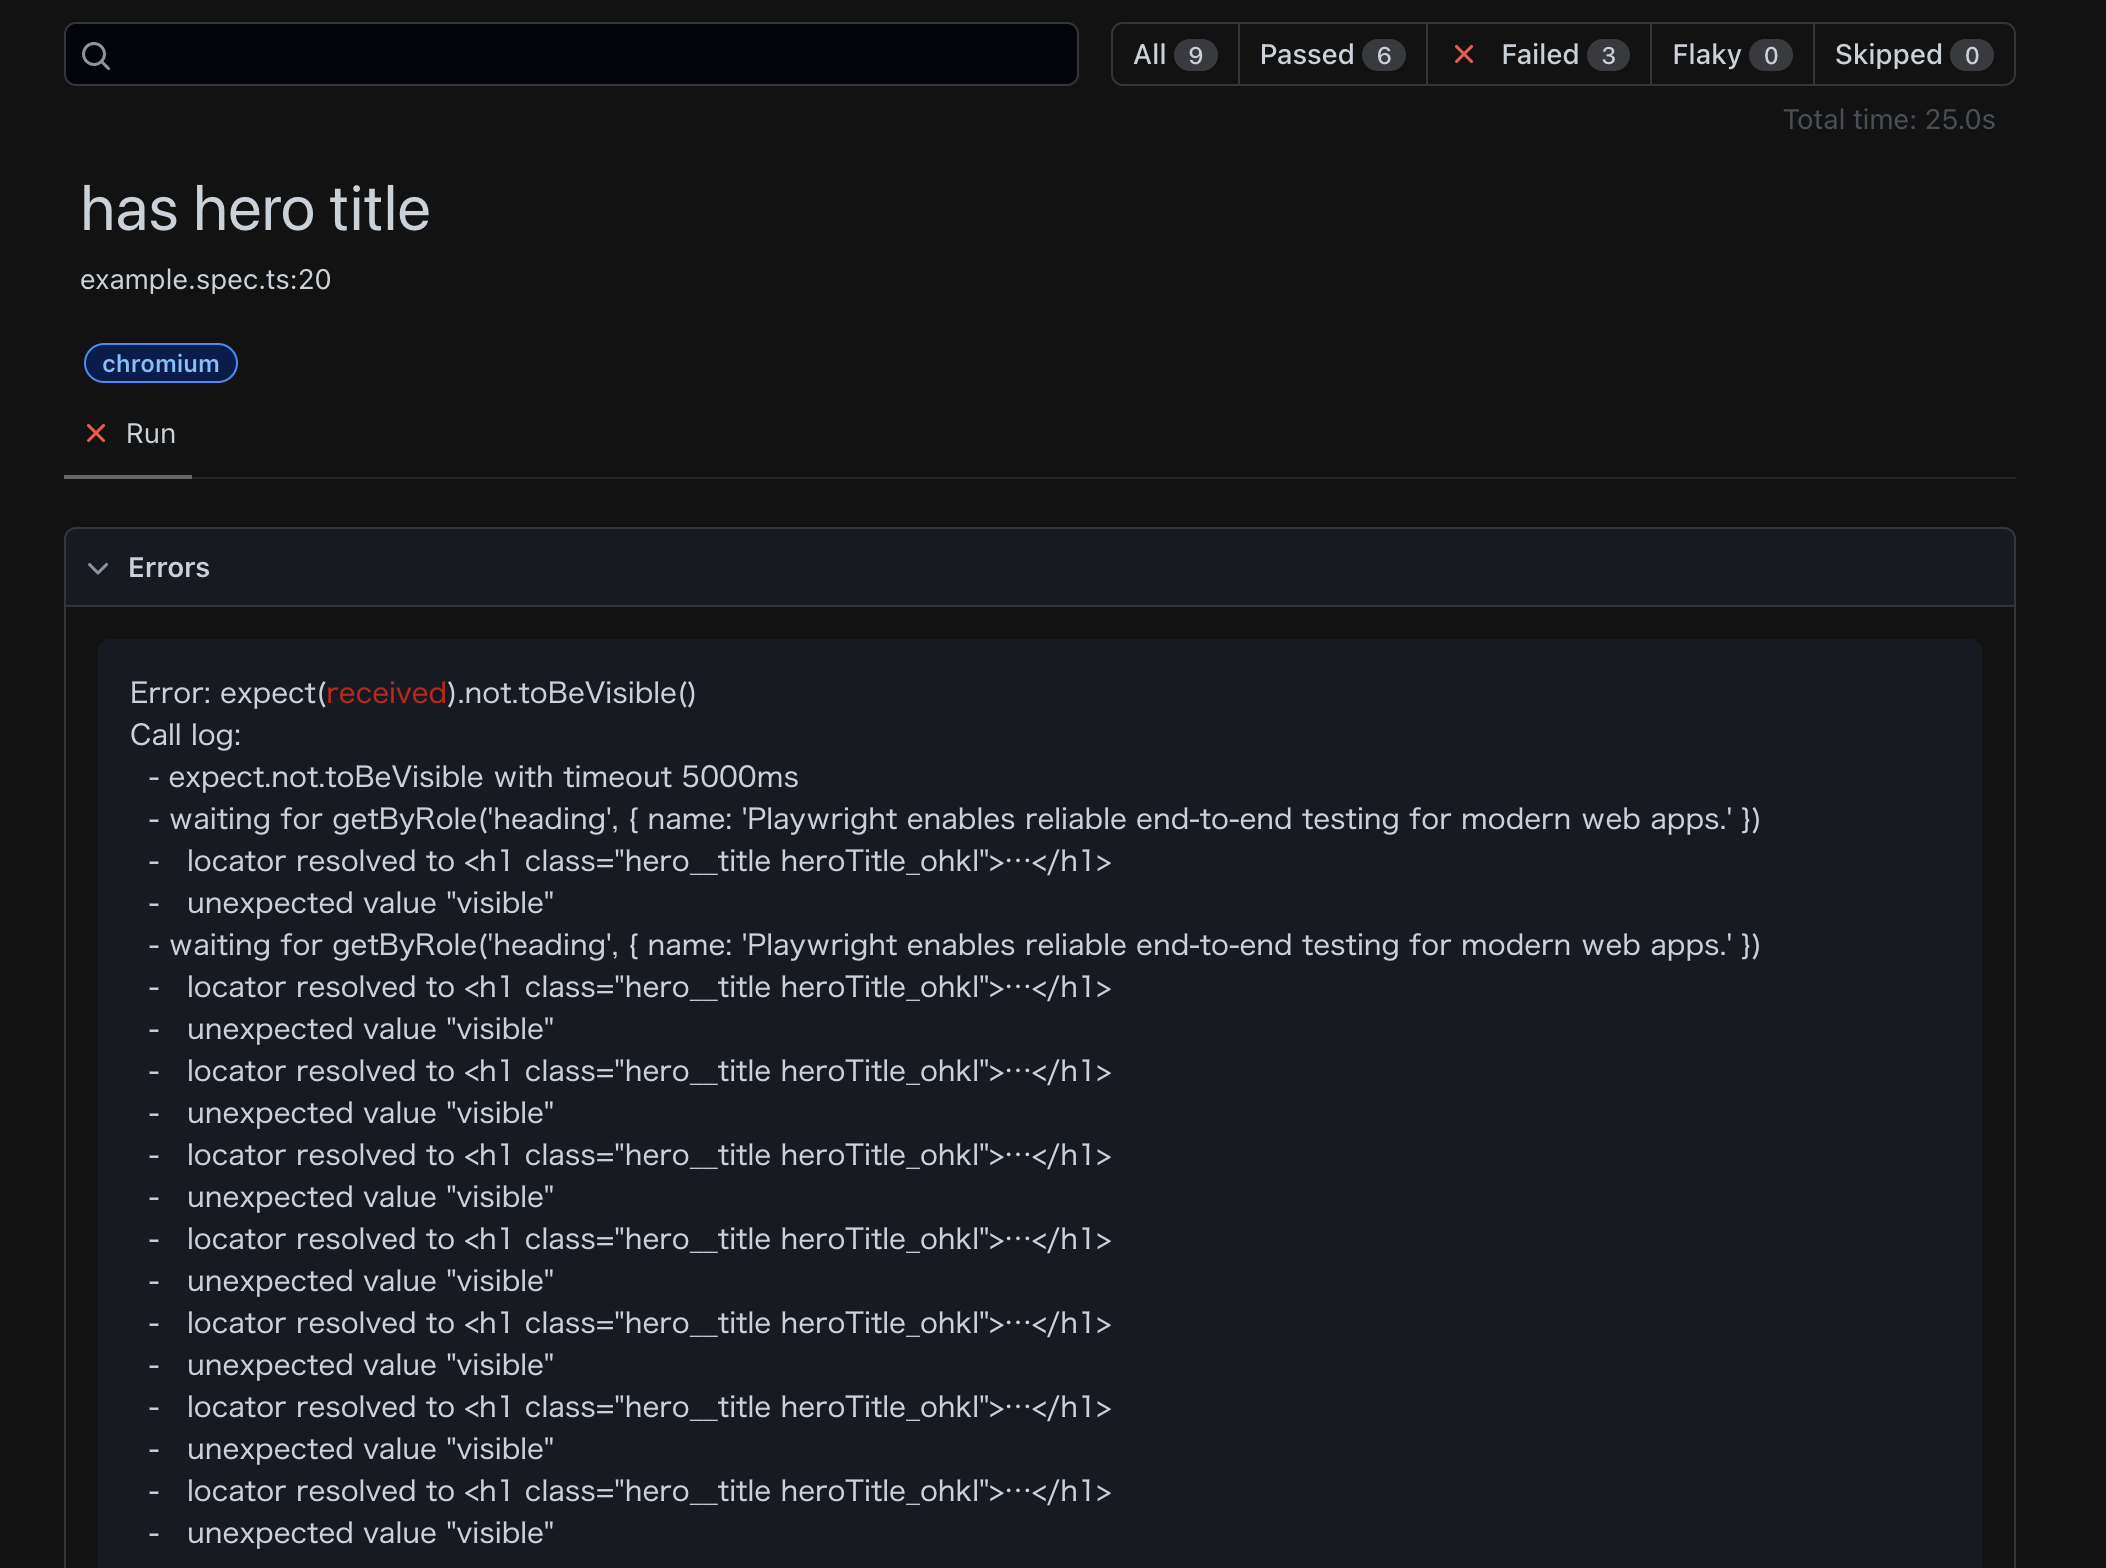 All 9 Passed 6 Failed 3 Flaky 0 Skipped 0
Total time: 25.0s
has hero title
example.spec.ts:20
chromium
Run
Errors
Error: expect(received).not.toBeVisible()
Call log:
- expect.not.toBeVisible with timeout 5000ms
- waiting for getByRole('heading', { name: 'Playwright enables reliable end-to-end testing for modern web apps.' })
-   locator resolved to <h1 class="hero__title heroTitle_ohkl">…</h1>
-   unexpected value "visible"
- waiting for getByRole('heading', { name: 'Playwright enables reliable end-to-end testing for modern web apps.' })
-   locator resolved to <h1 class="hero__title heroTitle_ohkl">…</h1>
-   unexpected value "visible"
-   locator resolved to <h1 class="hero__title heroTitle_ohkl">…</h1>
-   unexpected value "visible"
-   locator resolved to <h1 class="hero__title heroTitle_ohkl">…</h1>
-   unexpected value "visible"
-   locator resolved to <h1 class="hero__title heroTitle_ohkl">…</h1>
-   unexpected value "visible"
-   locator resolved to <h1 class="hero__title heroTitle_ohkl">…</h1>
-   unexpected value "visible"
-   locator resolved to <h1 class="hero__title heroTitle_ohkl">…</h1>
-   unexpected value "visible"
-   locator resolved to <h1 class="hero__title heroTitle_ohkl">…</h1>
-   unexpected value "visible"